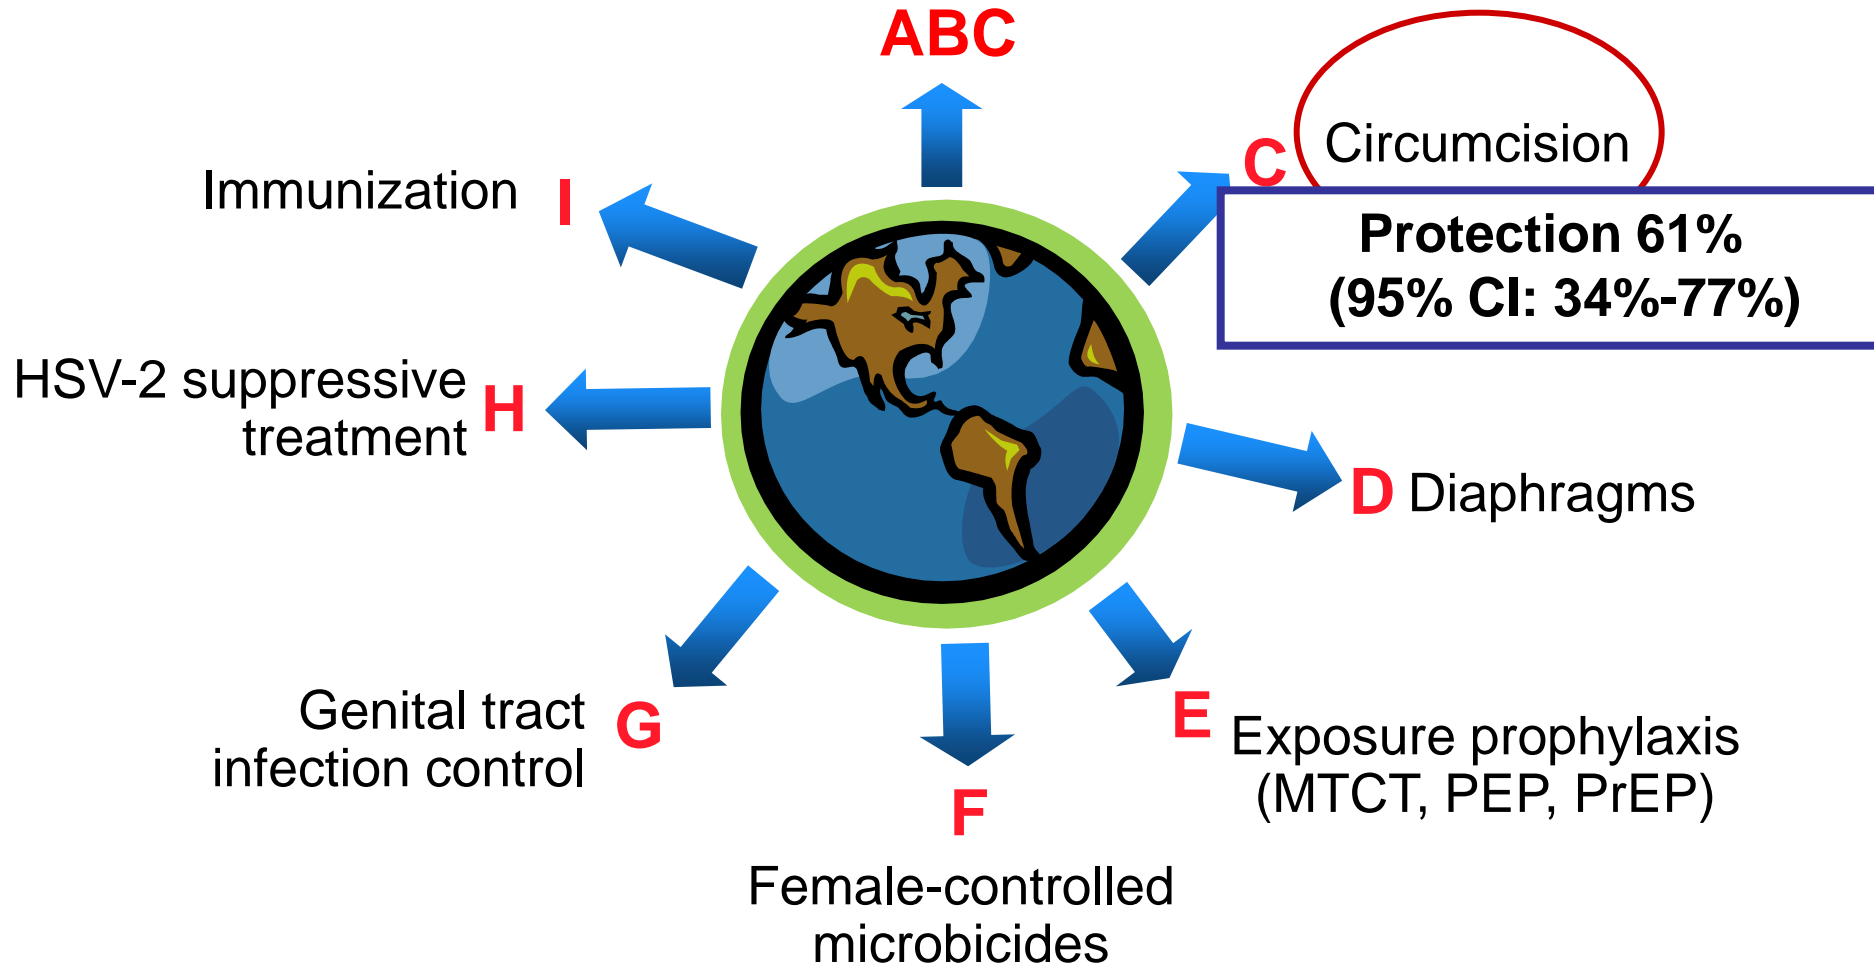 ABC
C Circumcision
Protection 61%
(95% CI: 34%-77%)
Immunization I
HSV-2 suppressive
treatment H
D Diaphragms
Genital tract
infection control G
E Exposure prophylaxis
(MTCT, PEP, PrEP)
F
Female-controlled
microbicides